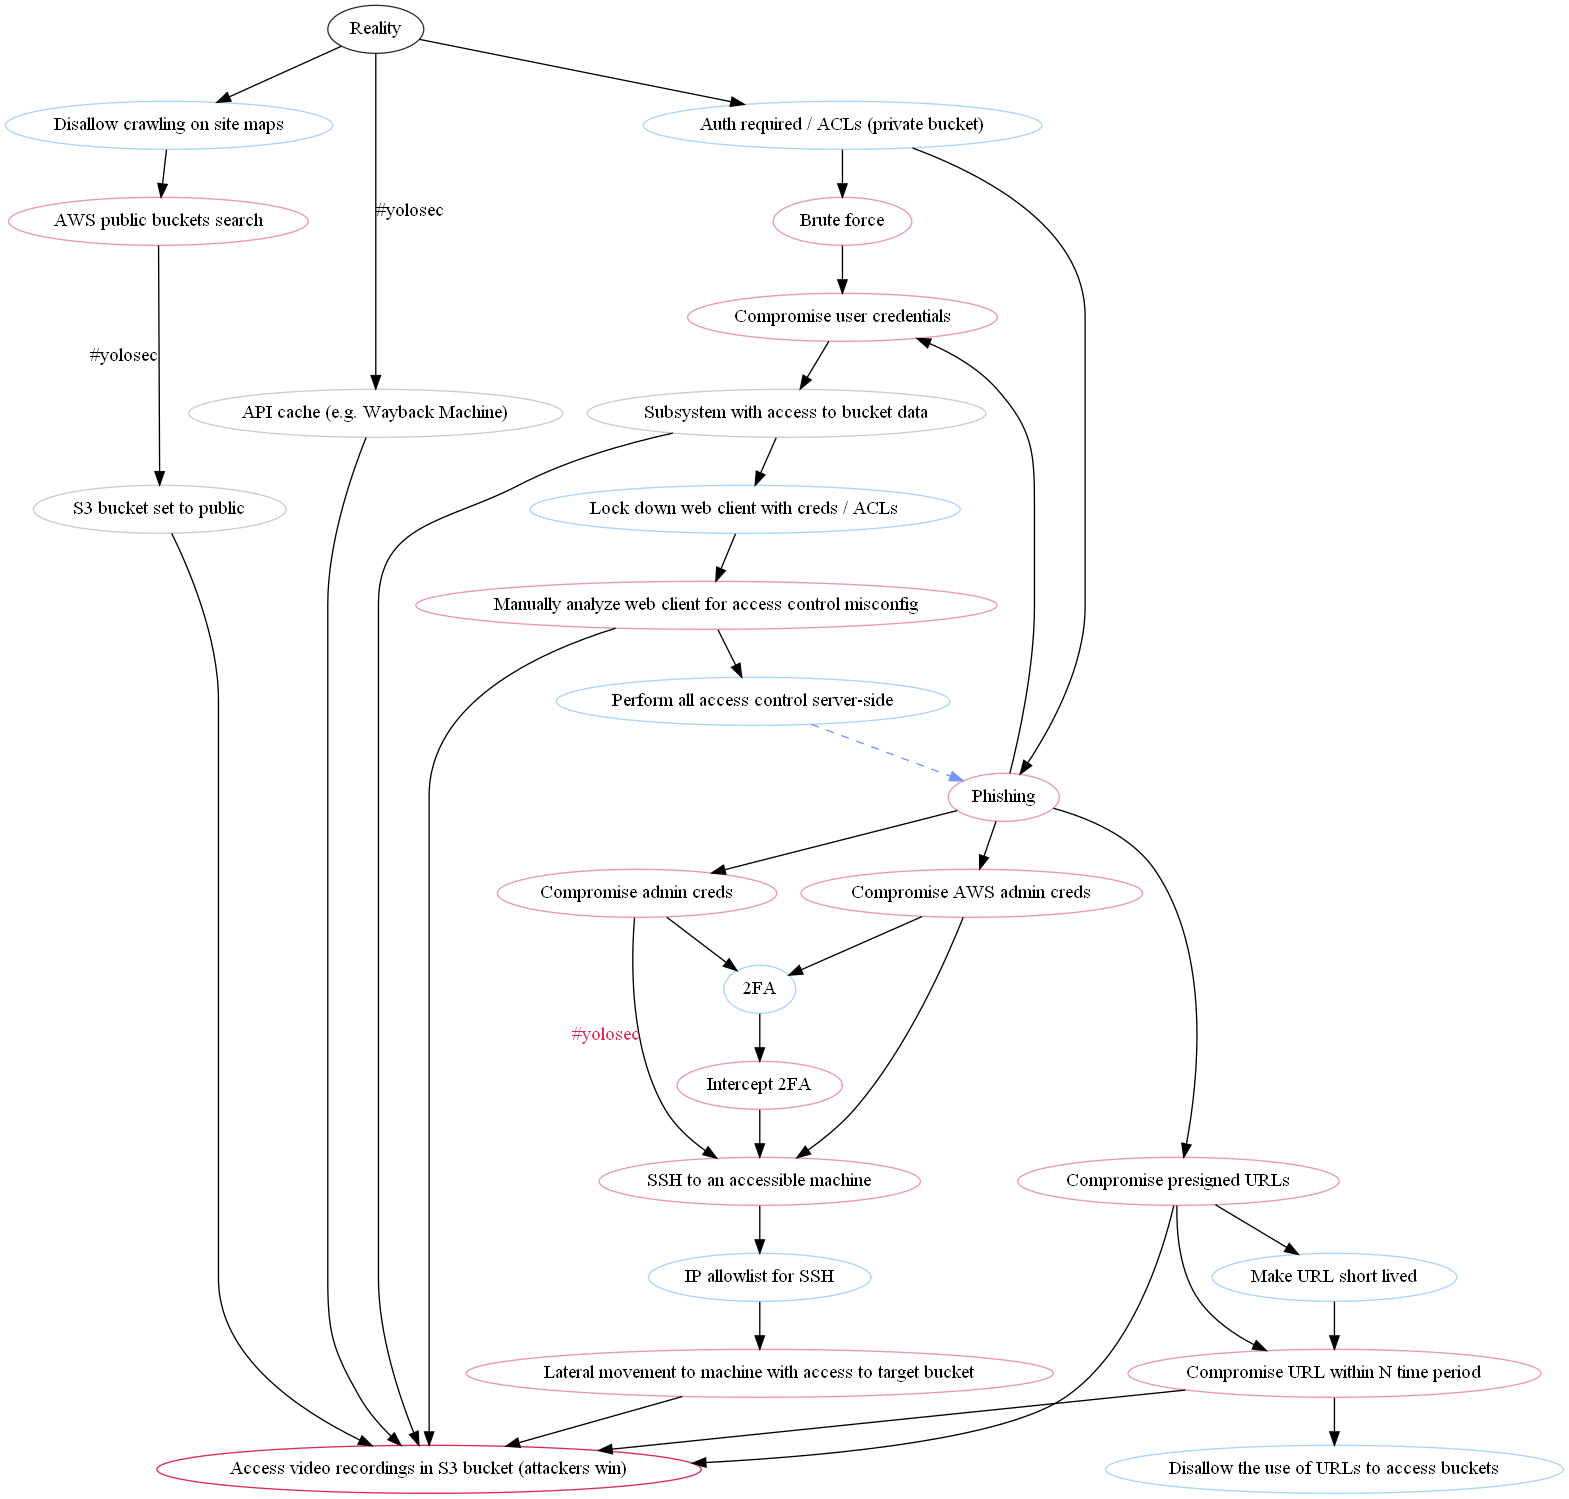 Reality
Disallow crawling on site maps
Auth required / ACLs (private bucket)
#yolosec
AWS public buckets search
Brute force
Compromise user credentials
#yolosec
API cache (e.g. Wayback Machine)
Subsystem with access to bucket data
S3 bucket set to public
Lock down web client with creds / ACLs
Manually analyze web client for access control misconfig
Perform all access control server-side
Phishing
Compromise admin creds
Compromise AWS admin creds
2FA
#yolosec
Intercept 2FA
SSH to an accessible machine
Compromise presigned URLs
IP allowlist for SSH
Make URL short lived
Lateral movement to machine with access to target bucket
Compromise URL within N time period
Access video recordings in S3 bucket (attackers win)
Disallow the use of URLs to access buckets